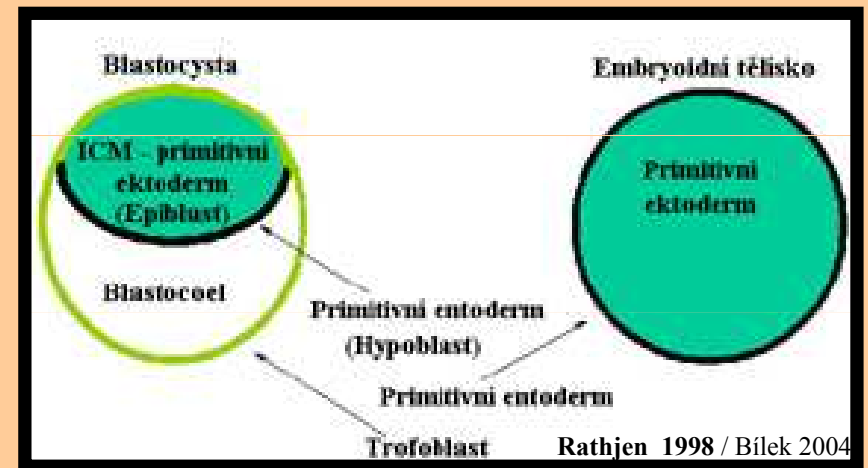 Blastocysta
ICM - primitivní
ektoderm
(Epiblast)
Blastocoel
Embryoidní tělísko
Primitivní
ektoderm
Primitivní entoderm
(Hypoblast)
Primitivní entoderm
Trofoblast
Rathjen 1998 / Bílek 2004